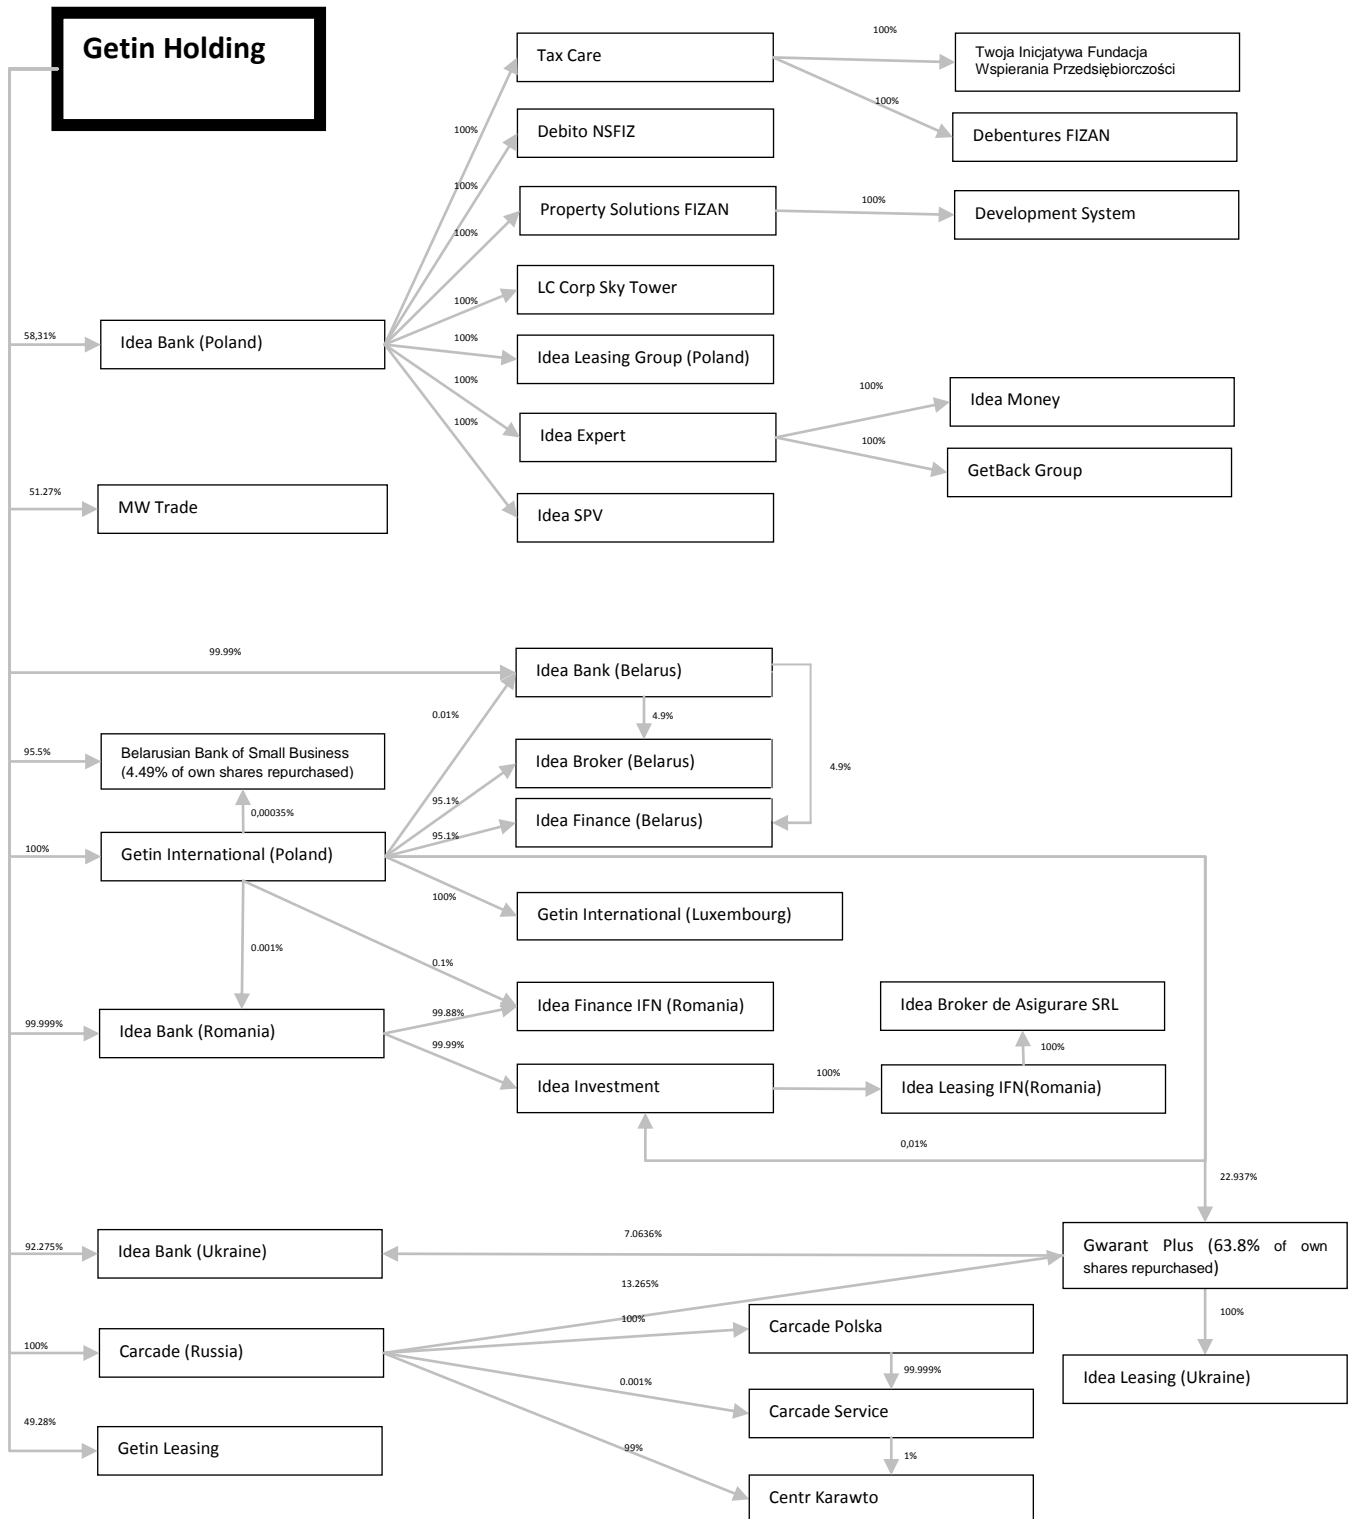 Getin Holding
Tax Care
100%
Twoja Inicjatywa Fundacja
Wspierania Przedsiębiorczości
100%
Debentures FIZAN
100%
Debito NSFIZ
100%
Property Solutions FIZAN
100%
Development System
100%
LC Corp Sky Tower
100%
58,31%
Idea Bank (Poland)
100%
Idea Leasing Group (Poland)
100%
Idea Expert
100%
Idea Money
100%
GetBack Group
100%
Idea SPV
51.27%
MW Trade
99.99%
Idea Bank (Belarus)
0.01%
4.9%
95.5%
Belarusian Bank of Small Business
(4.49% of own shares repurchased)
Idea Broker (Belarus)
4.9%
95.1%
0,00035%
Idea Finance (Belarus)
95.1%
100%
Getin International (Poland)
100%
Getin International (Luxembourg)
0.001%
0.1%
Idea Finance IFN (Romania)
Idea Broker de Asigurare SRL
99.999%
Idea Bank (Romania)
99.88%
99.99%
100%
Idea Investment
100%
Idea Leasing IFN(Romania)
0,01%
22.937%
92.275%
Idea Bank (Ukraine)
7.0636%
Gwarant Plus (63.8% of own
shares repurchased)
13.265%
100%
100%
Carcade Polska
100%
Carcade (Russia)
99.999%
Idea Leasing (Ukraine)
0.001%
Carcade Service
49.28%
Getin Leasing
99%
1%
Centr Karawto